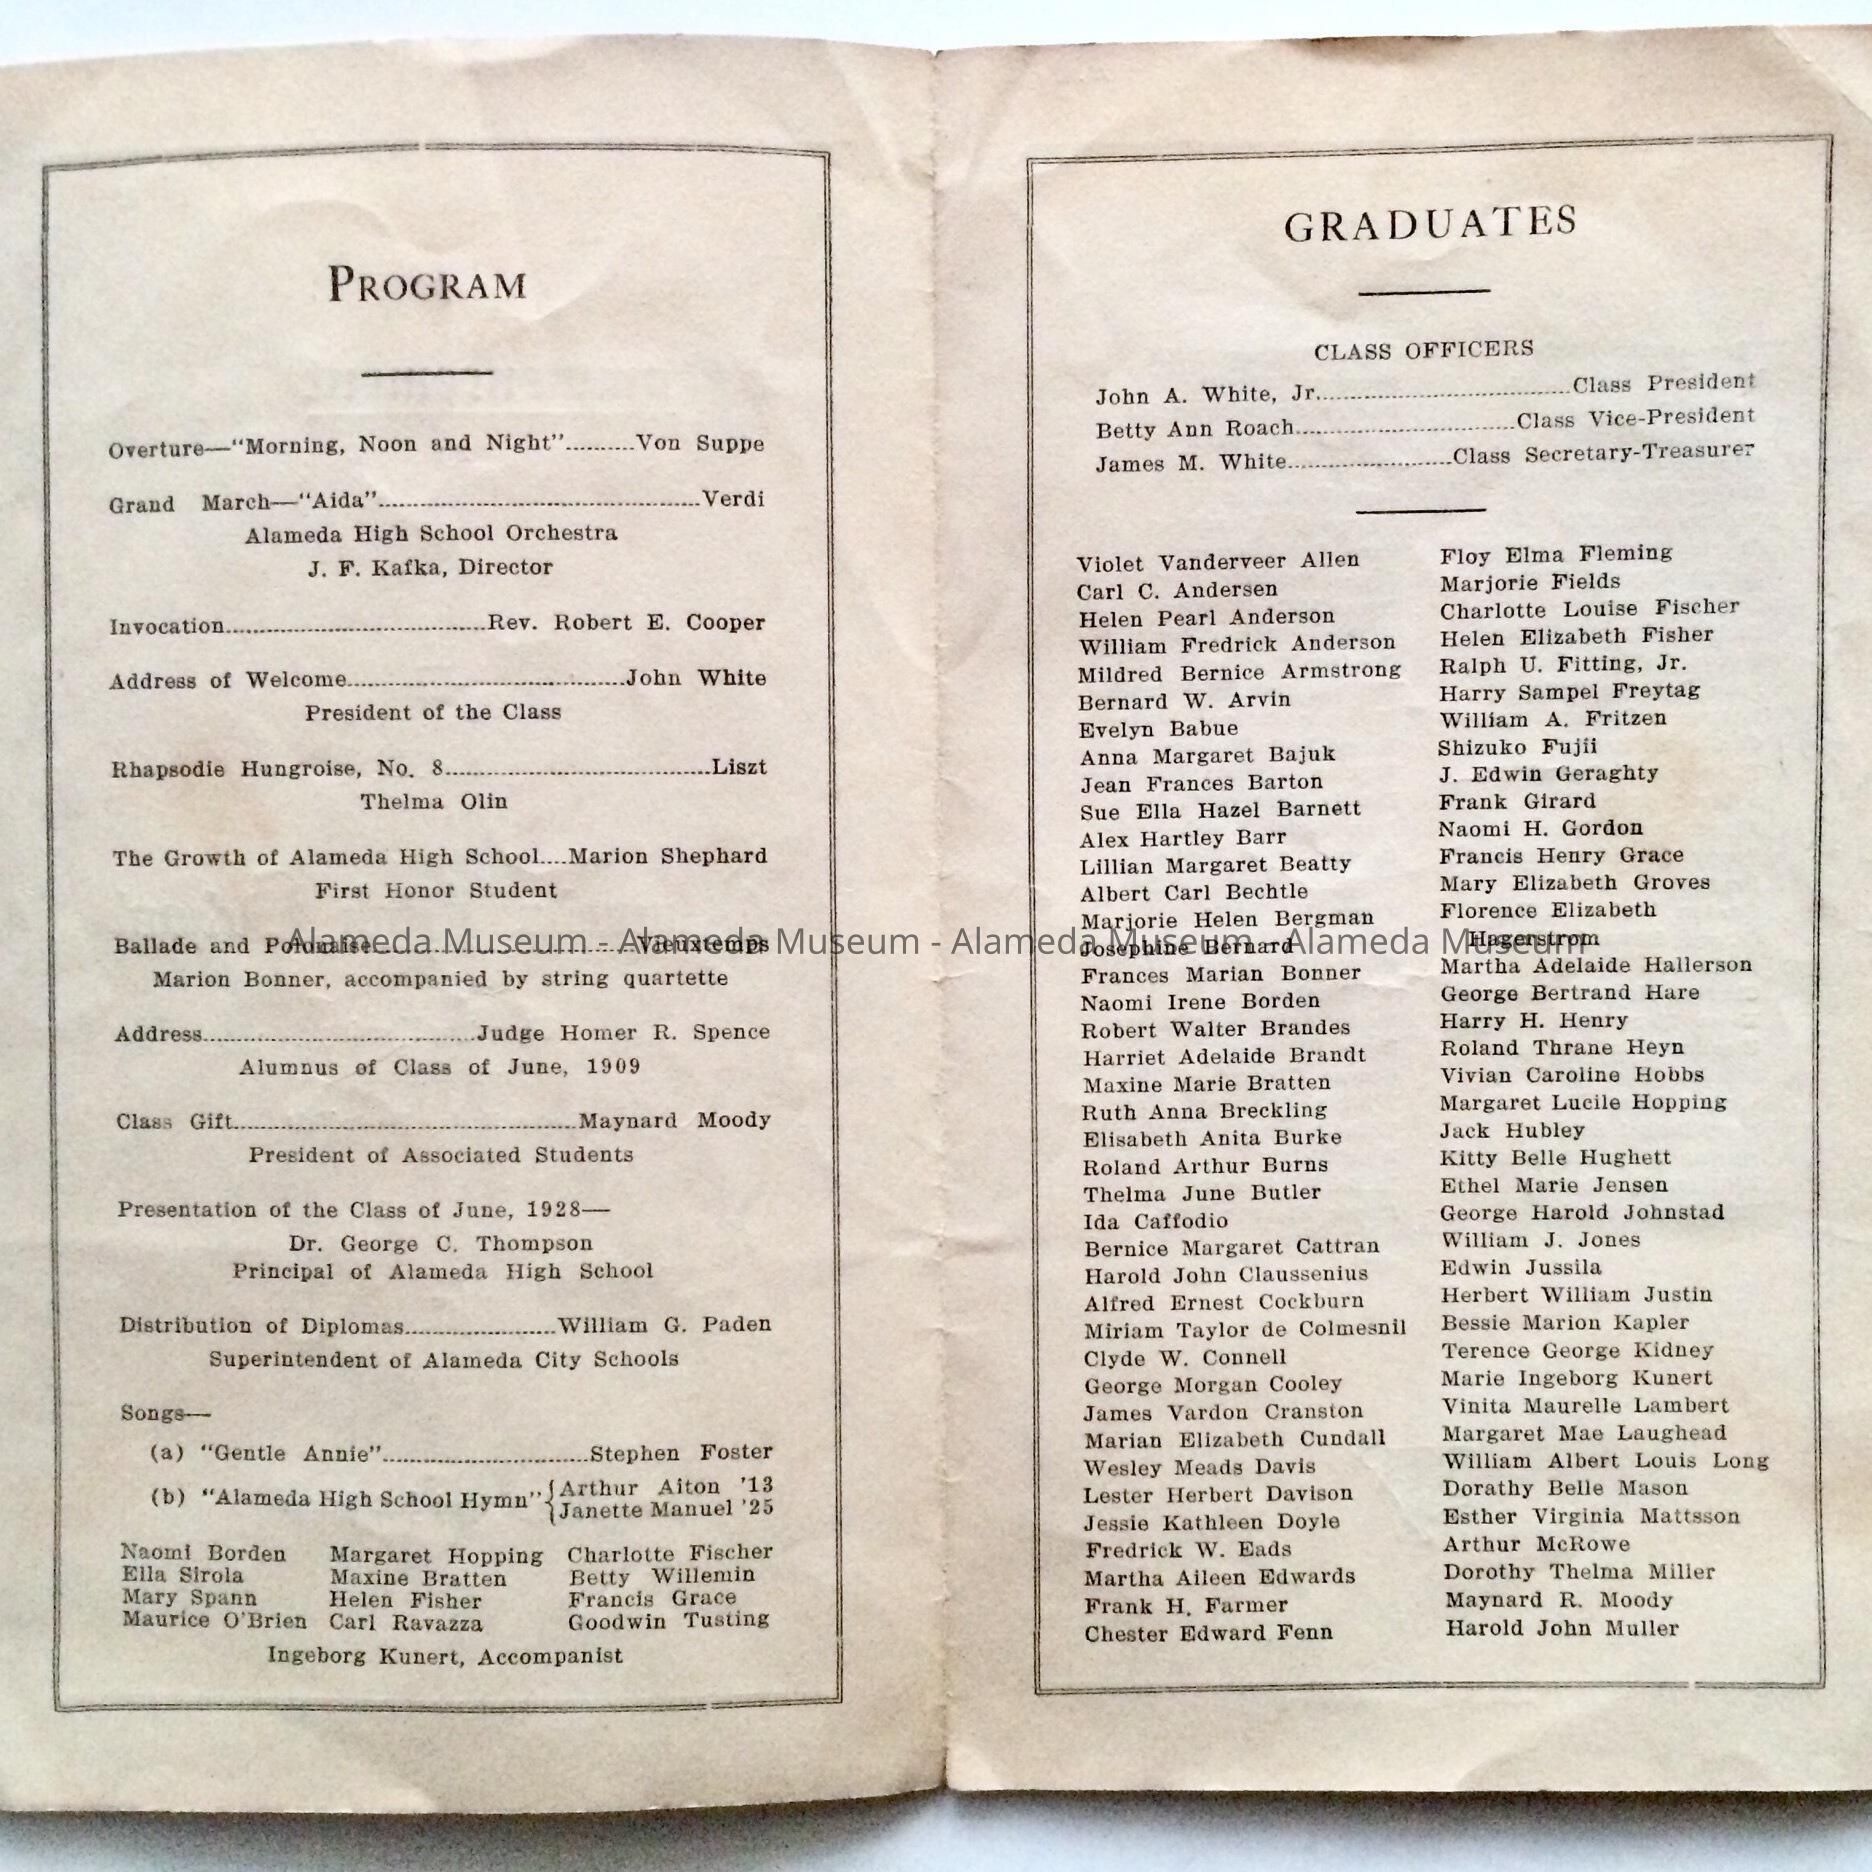 PROGRAM
Overture—"Morning, Noon and Night"..........Von Suppe
Grand March—"Aida"..........Verdi
Alameda High School Orchestra
J. F. Kafka, Director
Invocation..........Rev. Robert E. Cooper
Address of Welcome..........John White
President of the Class
Rhapsodie Hungroise, No. 8..........Liszt
Thelma Olin
The Growth of Alameda High School....Marion Shephard
First Honor Student
Ballade and Polonaise..........Vieuxtemps
Marion Bonner, accompanied by string quartette
Address..........Judge Homer R. Spence
Alumnus of Class of June, 1909
Class Gift..........Maynard Moody
President of Associated Students
Presentation of the Class of June, 1928—
Dr. George C. Thompson
Principal of Alameda High School
Distribution of Diplomas..........William G. Paden
Superintendent of Alameda City Schools
Songs—
(a) "Gentle Annie"..........Stephen Foster
(b) "Alameda High School Hymn" { Arthur Aiton '13
Janette Manuel '25
Naomi Borden Margaret Hopping Charlotte Fischer
Ella Sirola Maxine Bratten Betty Willemin
Mary Spann Helen Fisher Francis Grace
Maurice O'Brien Carl Ravazza Goodwin Tusting
Ingeborg Kunert, Accompanist
GRADUATES
CLASS OFFICERS
John A. White, Jr..........Class President
Betty Ann Roach..........Class Vice-President
James M. White..........Class Secretary-Treasurer
Violet Vanderveer Allen
Carl C. Andersen
Helen Pearl Anderson
William Fredrick Anderson
Mildred Bernice Armstrong
Bernard W. Arvin
Evelyn Babue
Anna Margaret Bajuk
Jean Frances Barton
Sue Ella Hazel Barnett
Alex Hartley Barr
Lillian Margaret Beatty
Albert Carl Bechtle
Marjorie Helen Bergman
Josephine Bernard
Frances Marian Bonner
Naomi Irene Borden
Robert Walter Brandes
Harriet Adelaide Brandt
Maxine Marie Bratten
Ruth Anna Breckling
Elisabeth Anita Burke
Roland Arthur Burns
Thelma June Butler
Ida Caffodio
Bernice Margaret Cattran
Harold John Claussenius
Alfred Ernest Cockburn
Miriam Taylor de Colmesnil
Clyde W. Connell
George Morgan Cooley
James Vardon Cranston
Marian Elizabeth Cundall
Wesley Meads Davis
Lester Herbert Davison
Jessie Kathleen Doyle
Fredrick W. Eads
Martha Aileen Edwards
Frank H. Farmer
Chester Edward Fenn
Floy Elma Fleming
Marjorie Fields
Charlotte Louise Fischer
Helen Elizabeth Fisher
Ralph U. Fitting, Jr.
Harry Sampel Freytag
William A. Fritzen
Shizuko Fujii
J. Edwin Geraghty
Frank Girard
Naomi H. Gordon
Francis Henry Grace
Mary Elizabeth Groves
Florence Elizabeth
Hagerstrom
Martha Adelaide Hallerson
George Bertrand Hare
Harry H. Henry
Roland Thrane Heyn
Vivian Caroline Hobbs
Margaret Lucile Hopping
Jack Hubley
Kitty Belle Hughett
Ethel Marie Jensen
George Harold Johnstad
William J. Jones
Edwin Jussila
Herbert William Justin
Bessie Marion Kapler
Terence George Kidney
Marie Ingeborg Kunert
Vinita Maurelle Lambert
Margaret Mae Laughead
William Albert Louis Long
Dorathy Belle Mason
Esther Virginia Mattsson
Arthur McRowe
Dorothy Thelma Miller
Maynard R. Moody
Harold John Muller
Alameda Museum - Alameda Museum - Alameda Museum - Alameda Museum